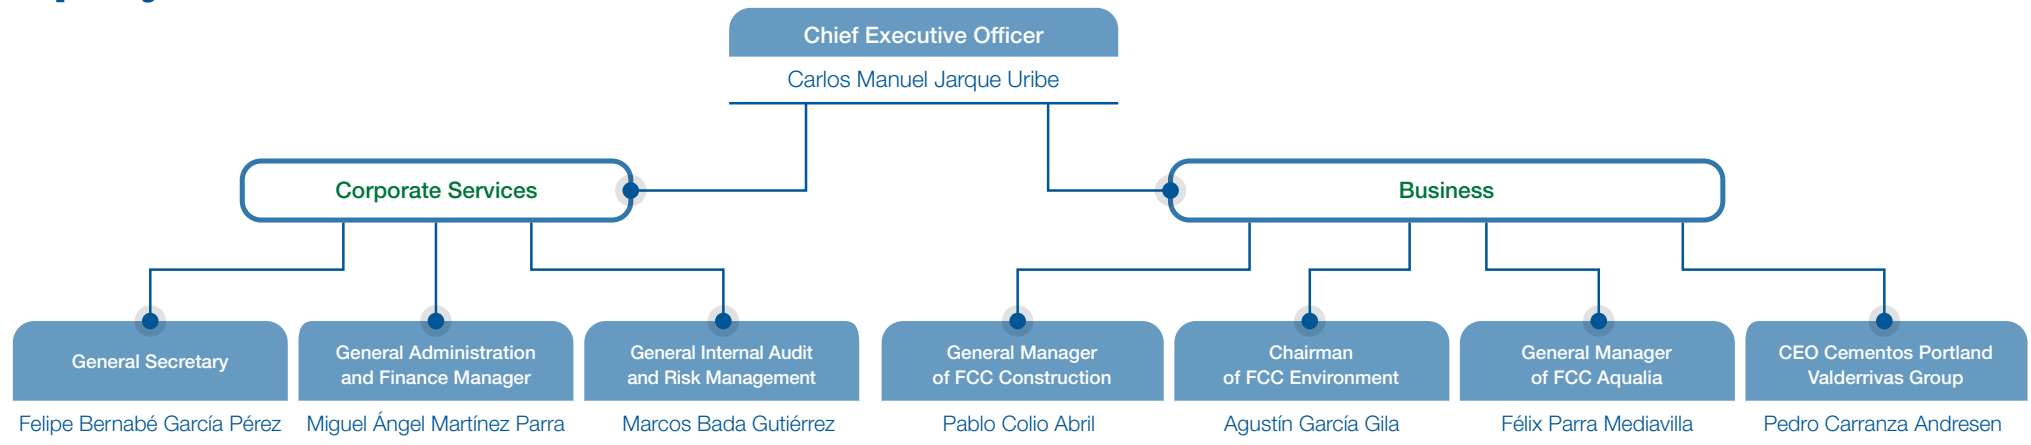 Chief Executive Officer
Carlos Manuel Jarque Uribe
Corporate Services
Business
General Secretary
Felipe Bernabé García Pérez
General Administration
and Finance Manager
Miguel Ángel Martínez Parra
General Internal Audit
and Risk Management
Marcos Bada Gutiérrez
General Manager
of FCC Construction
Pablo Colio Abril
Chairman
of FCC Environment
Agustín García Gila
General Manager
of FCC Aqualia
Félix Parra Mediavilla
CEO Cementos Portland
Valderrivas Group
Pedro Carranza Andresen